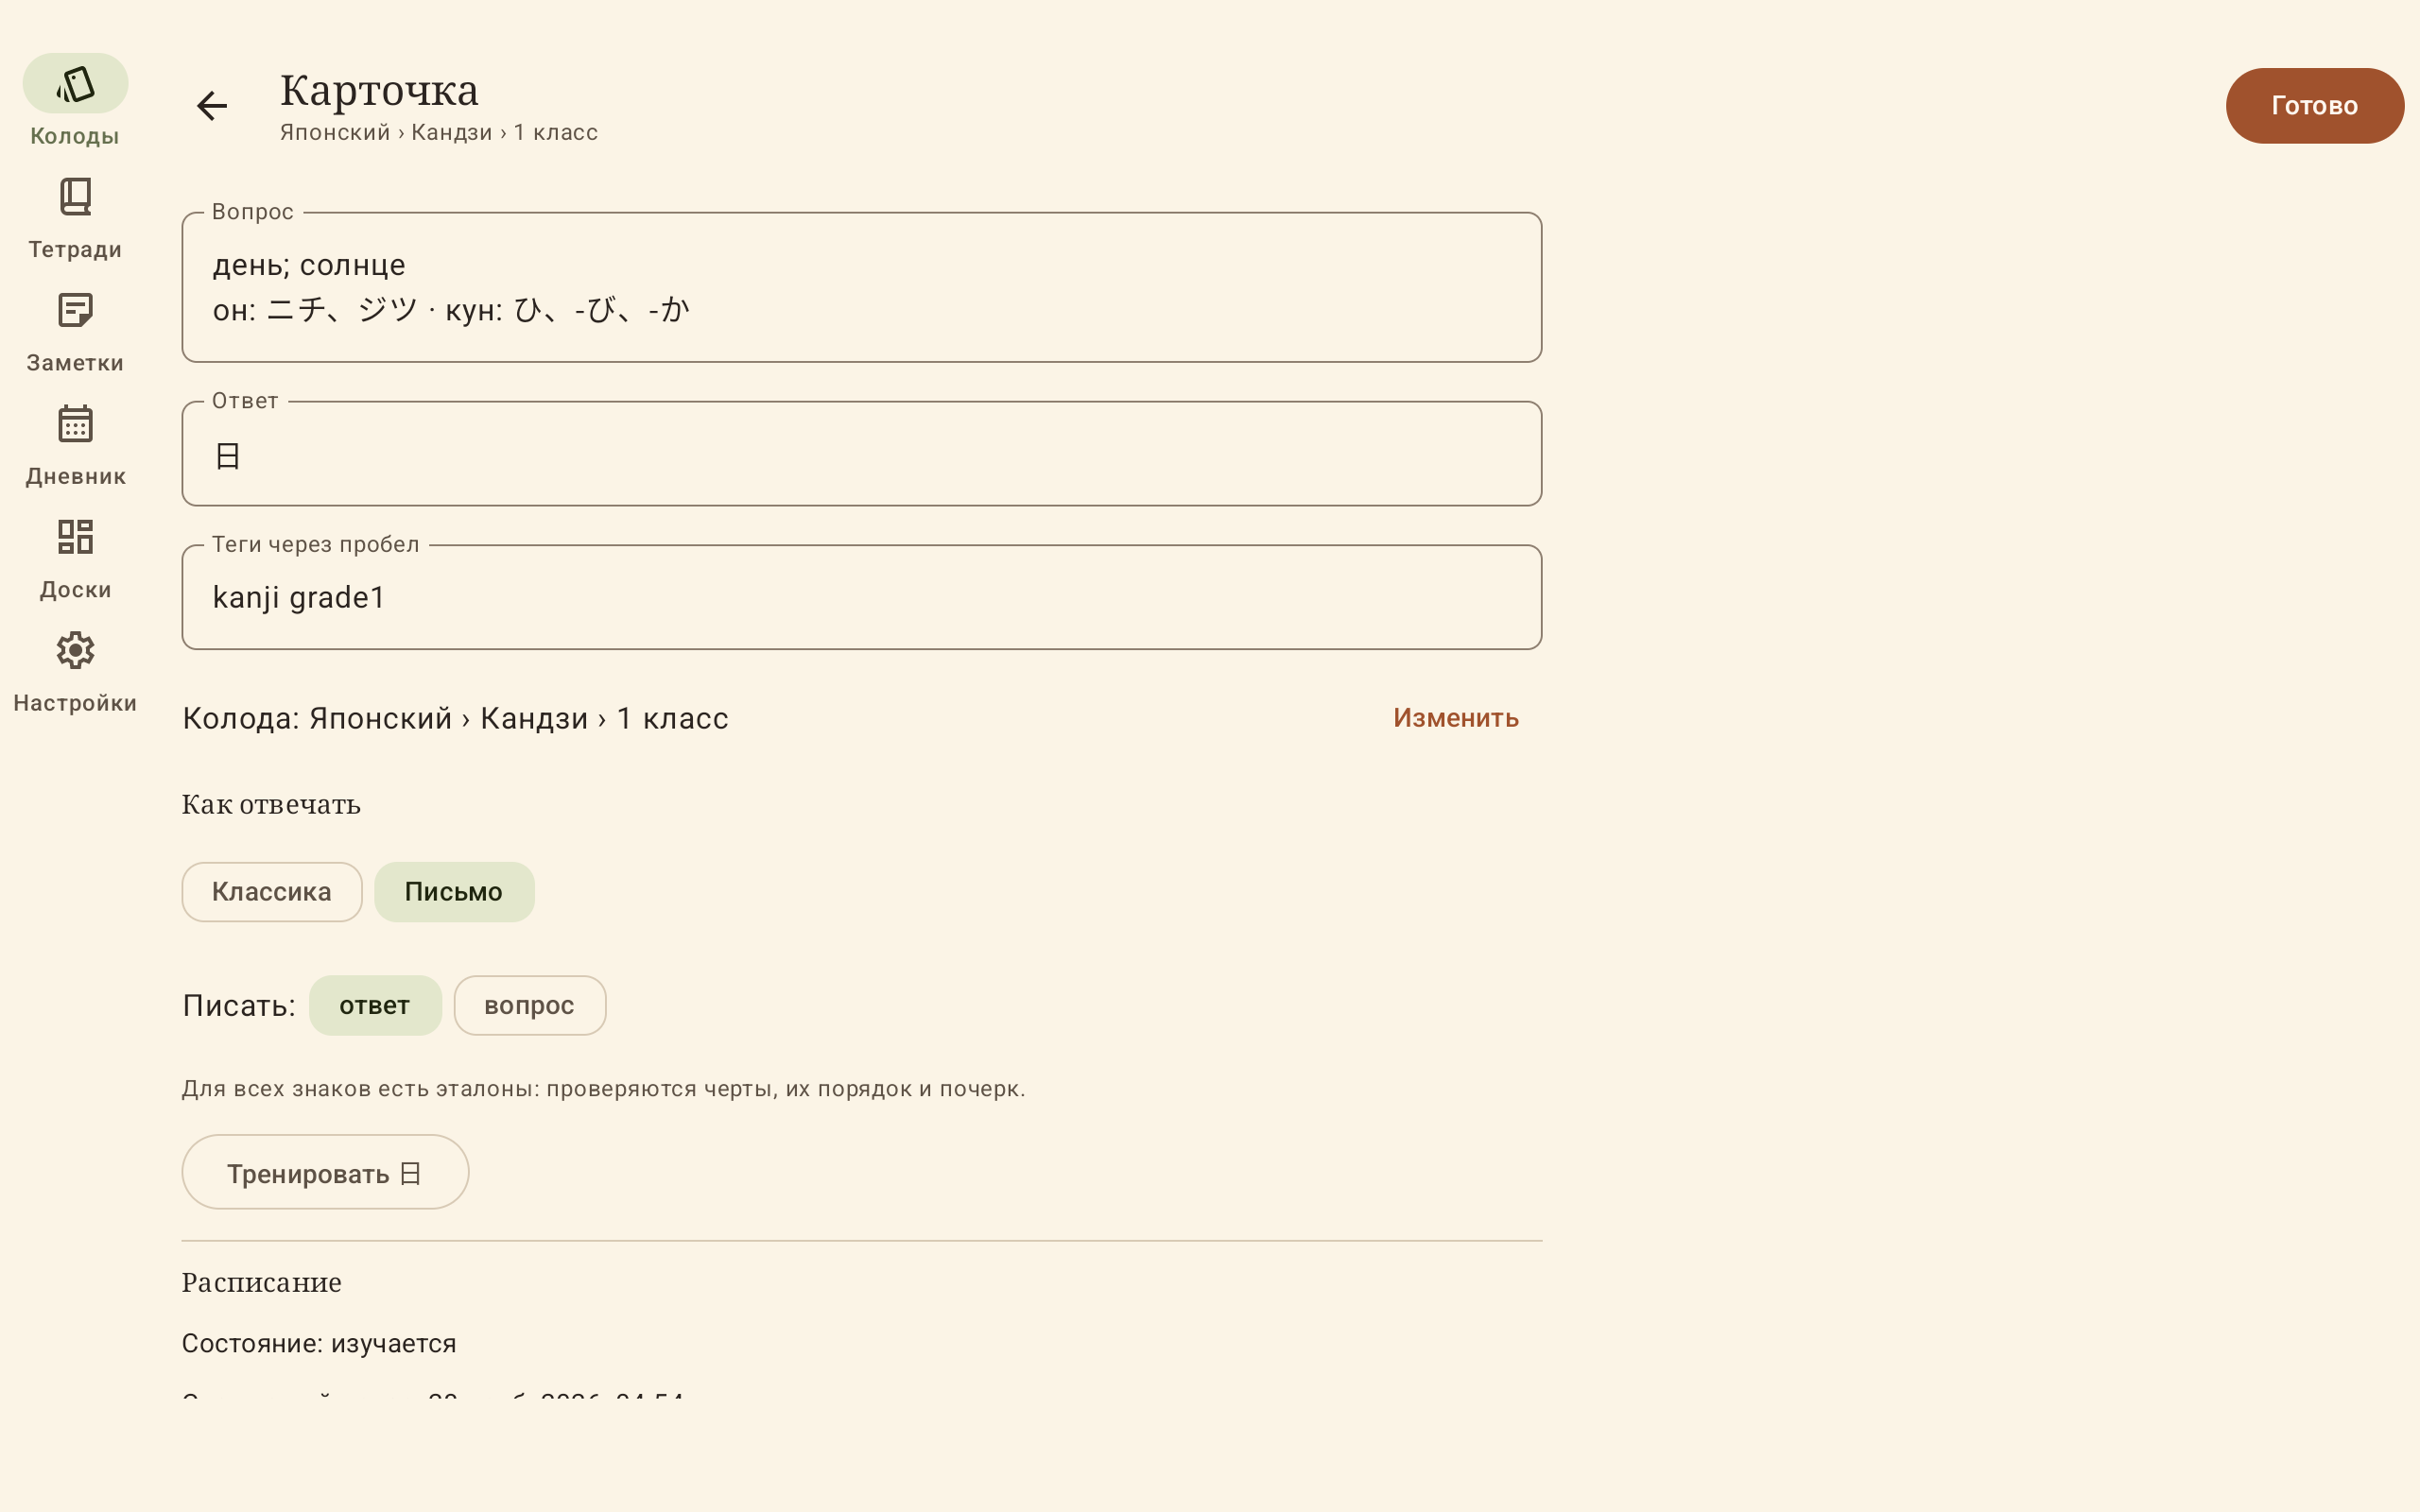 Колоды
Тетради
Заметки
Дневник
Доски
Настройки
Карточка
Японский › Кандзи › 1 класс
Готово
Вопрос
день; солнце
он: ニチ、ジツ · кун: ひ、-び、-か
Ответ
日
Теги через пробел
kanji grade1
Колода: Японский › Кандзи › 1 класс
Изменить
Как отвечать
Классика
Письмо
Писать:
ответ
вопрос
Для всех знаков есть эталоны: проверяются черты, их порядок и почерк.
Тренировать 日
Расписание
Состояние: изучается